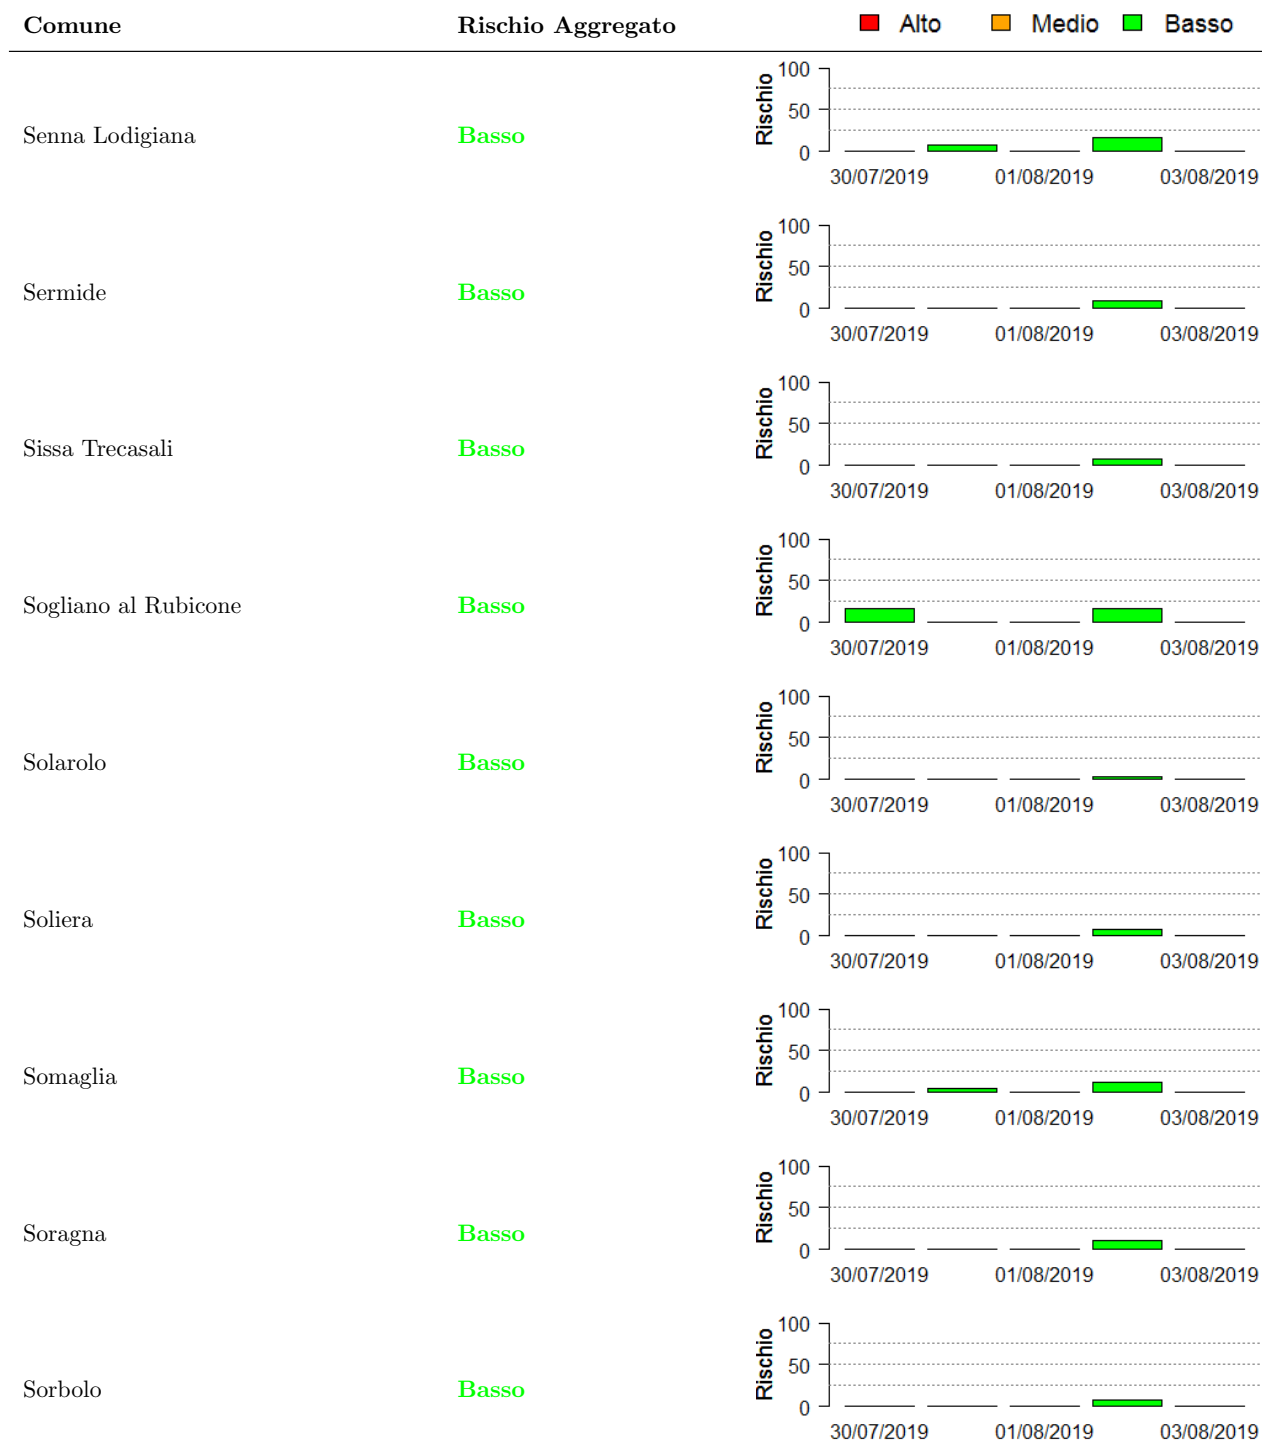 Comune Rischio Aggregato Alto Medio Basso
Senna Lodigiana Basso Rischio 100 50 0
30/07/2019 01/08/2019 03/08/2019
Sermide Basso Rischio 100 50 0
30/07/2019 01/08/2019 03/08/2019
Sissa Trecasali Basso Rischio 100 50 0
30/07/2019 01/08/2019 03/08/2019
Sogliano al Rubicone Basso Rischio 100 50 0
30/07/2019 01/08/2019 03/08/2019
Solarolo Basso Rischio 100 50 0
30/07/2019 01/08/2019 03/08/2019
Soliera Basso Rischio 100 50 0
30/07/2019 01/08/2019 03/08/2019
Somaglia Basso Rischio 100 50 0
30/07/2019 01/08/2019 03/08/2019
Soragna Basso Rischio 100 50 0
30/07/2019 01/08/2019 03/08/2019
Sorbolo Basso Rischio 100 50 0
30/07/2019 01/08/2019 03/08/2019